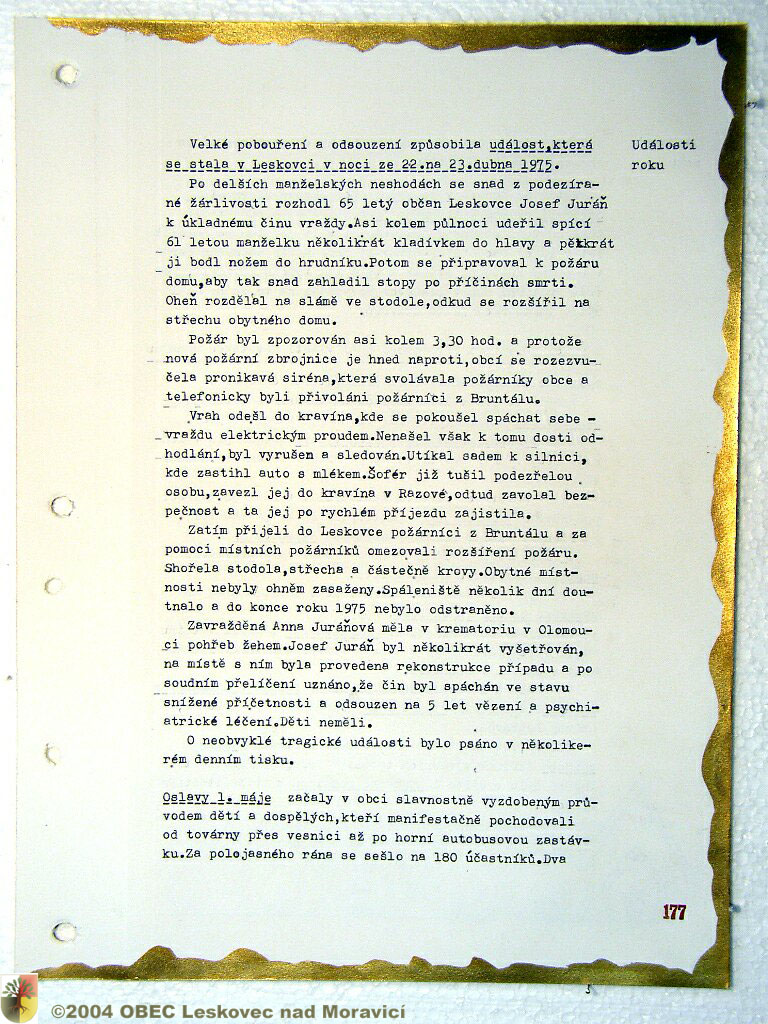 Velké pobouření a odsouzení způsobila událost,která
se stala v Leskovci v noci ze 22.na 23.dubna 1975.
Události
roku
Po delších manželských neshodách se snad z podezíra-
né žárlivosti rozhodl 65 letý občan Leskovce Josef Juráň
k úkladnému činu vraždy.Asi kolem půlnoci udeřil spící
61 letou manželku několikrát kladívkem do hlavy a pětkrát
ji bodl nožem do hrudníku.Potom se připravoval k požáru
domu,aby tak snad zahladil stopy po příčinách smrti.
Oheň rozdělal na slámě ve stodole,odkud se rozšířil na
střechu obytného domu.
Požár byl zpozorován asi kolem 3,30 hod. a protože
nová požární zbrojnice je hned naproti,obcí se rozezvu-
čela pronikavá siréna,která svolávala požárníky obce a
telefonicky byli přivoláni požárníci z Bruntálu.
Vrah odešl do kravína,kde se pokoušel spáchat sebe -
vraždu elektrickým proudem.Nenašel však k tomu dosti od-
hodlání,byl vyrušen a sledován.Utíkal sadem k silnici,
kde zastihl auto s mlékem.Šofér již tušil podezřelou
osobu,zavezl jej do kravína v Razové,odtud zavolal bez-
pečnost a ta jej po rychlém příjezdu zajistila.
Zatím přijeli do Leskovce požárníci z Bruntálu a za
pomoci místních požárníků omezovali rozšíření požáru.
Shořela stodola,střecha a částečně krovy.Obytné míst-
nosti nebyly ohněm zasaženy.Spáleniště několik dní dou-
tnalo a do konce roku 1975 nebylo odstraněno.
Zavražděná Anna Juráňová měla v krematoriu v Olomou-
ci pohřeb žehem.Josef Juráň byl několikrát vyšetřován,
na místě s ním byla provedena rekonstrukce případu a po
soudním přelíčení uznáno,že čin byl spáchán ve stavu
snížené příčetnosti a odsouzen na 5 let vězení a psychi-
atrické léčení.Děti neměli.
O neobvyklé tragické události bylo psáno v několike-
rém denním tisku.
Oslavy 1. máje začaly v obci slavnostně vyzdobeným prů-
vodem dětí a dospělých,kteří manifestačně pochodovali
od továrny přes vesnici až po horní autobusovou zastáv-
ku.Za polojasného rána se sešlo na 180 účastníků.Dva
177
©2004 OBEC Leskovec nad Moravicí